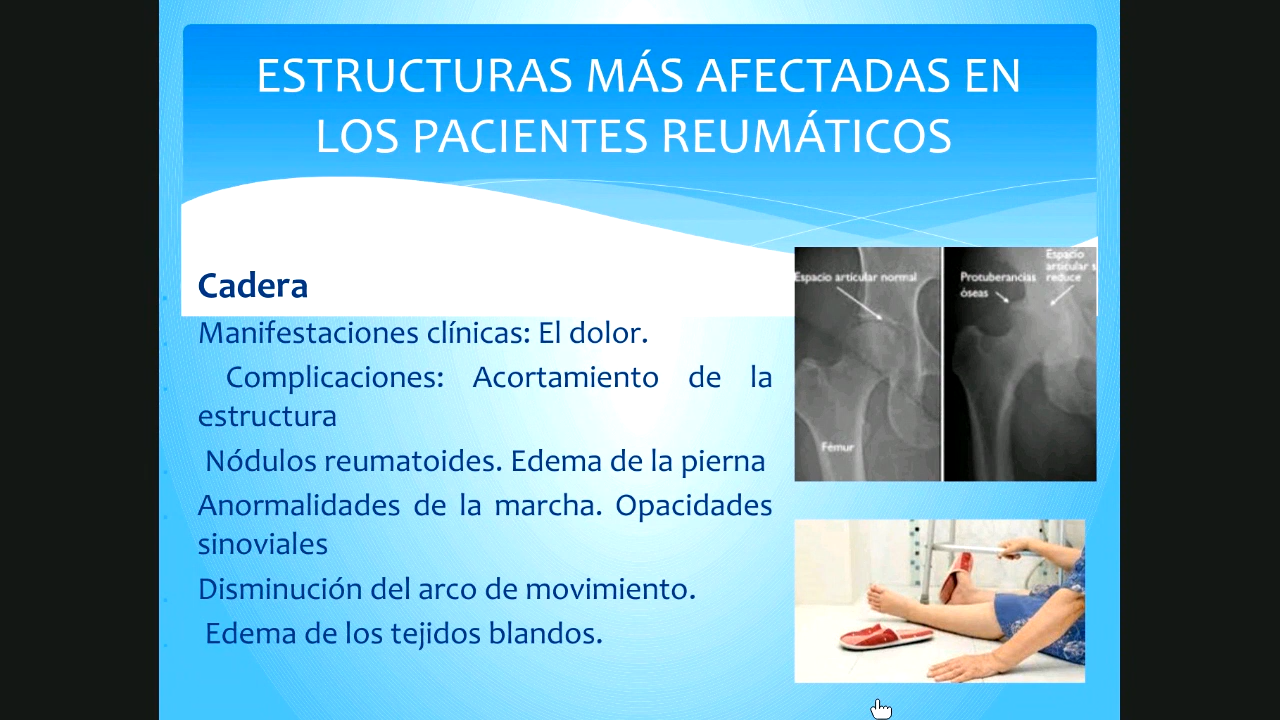 ESTRUCTURAS MÁS AFECTADAS EN
LOS PACIENTES REUMÁTICOS
Cadera
Manifestaciones clínicas: El dolor.
Complicaciones: Acortamiento de la
estructura
Nódulos reumatoides. Edema de la pierna
Anormalidades de la marcha. Opacidades
sinoviales
Disminución del arco de movimiento.
Edema de los tejidos blandos.
Espacio articular normal
Fémur
Protuberancias
óseas
Espacio
articular s
reduce